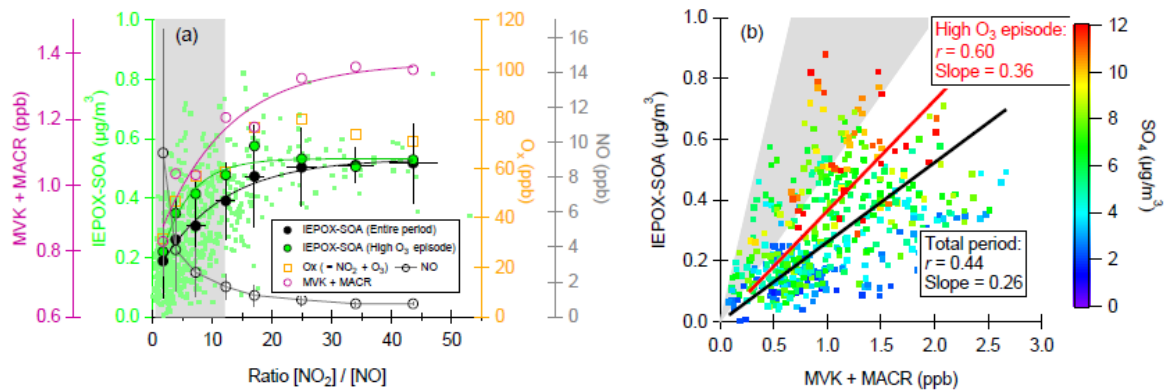 (a)
MVK + MACR (ppb)
1.4
1.2
1.0
0.8
0.6
IEPOX-SOA (µg/m³)
1.0
0.8
0.6
0.4
0.2
0.0
120
100
80
60
40
20
0
Oₓ (ppb)
16
14
12
10
8
6
4
2
0
NO (ppb)
IEPOX-SOA (Entire period)
IEPOX-SOA (High O₃ episode)
Ox ( = NO₂ + O₃) NO
MVK + MACR
0 10 20 30 40 50
Ratio [NO₂] / [NO]
(b)
IEPOX-SOA (µg/m³)
1.0
0.8
0.6
0.4
0.2
0.0
High O₃ episode:
r = 0.60
Slope = 0.36
Total period:
r = 0.44
Slope = 0.26
0.0 0.5 1.0 1.5 2.0 2.5 3.0
MVK + MACR (ppb)
12
10
8
6
4
2
0
SO₄ (µg/m³)